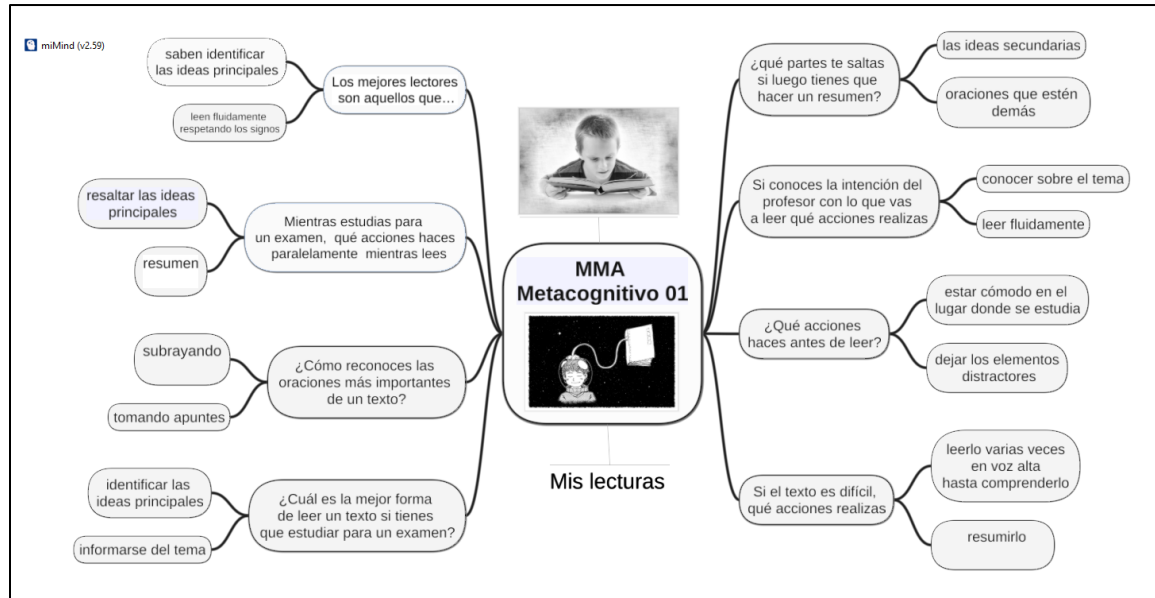 miMind (v2.59)
saben identificar
las ideas principales
leen fluidamente
respetando los signos
Los mejores lectores
son aquellos que...
resaltar las ideas
principales
resumen
Mientras estudias para
un examen, qué acciones haces
paralelamente mientras lees
subrayando
tomando apuntes
¿Cómo reconoces las
oraciones más importantes
de un texto?
identificar las
ideas principales
informarse del tema
¿Cuál es la mejor forma
de leer un texto si tienes
que estudiar para un examen?
MMA
Metacognitivo 01
Mis lecturas
¿qué partes te saltas
si luego tienes que
hacer un resumen?
las ideas secundarias
oraciones que estén
demás
Si conoces la intención del
profesor con lo que vas
a leer qué acciones realizas
conocer sobre el tema
leer fluidamente
¿Qué acciones
haces antes de leer?
estar cómodo en el
lugar donde se estudia
dejar los elementos
distractores
Si el texto es difícil,
qué acciones realizas
leerlo varias veces
en voz alta
hasta comprenderlo
resumirlo